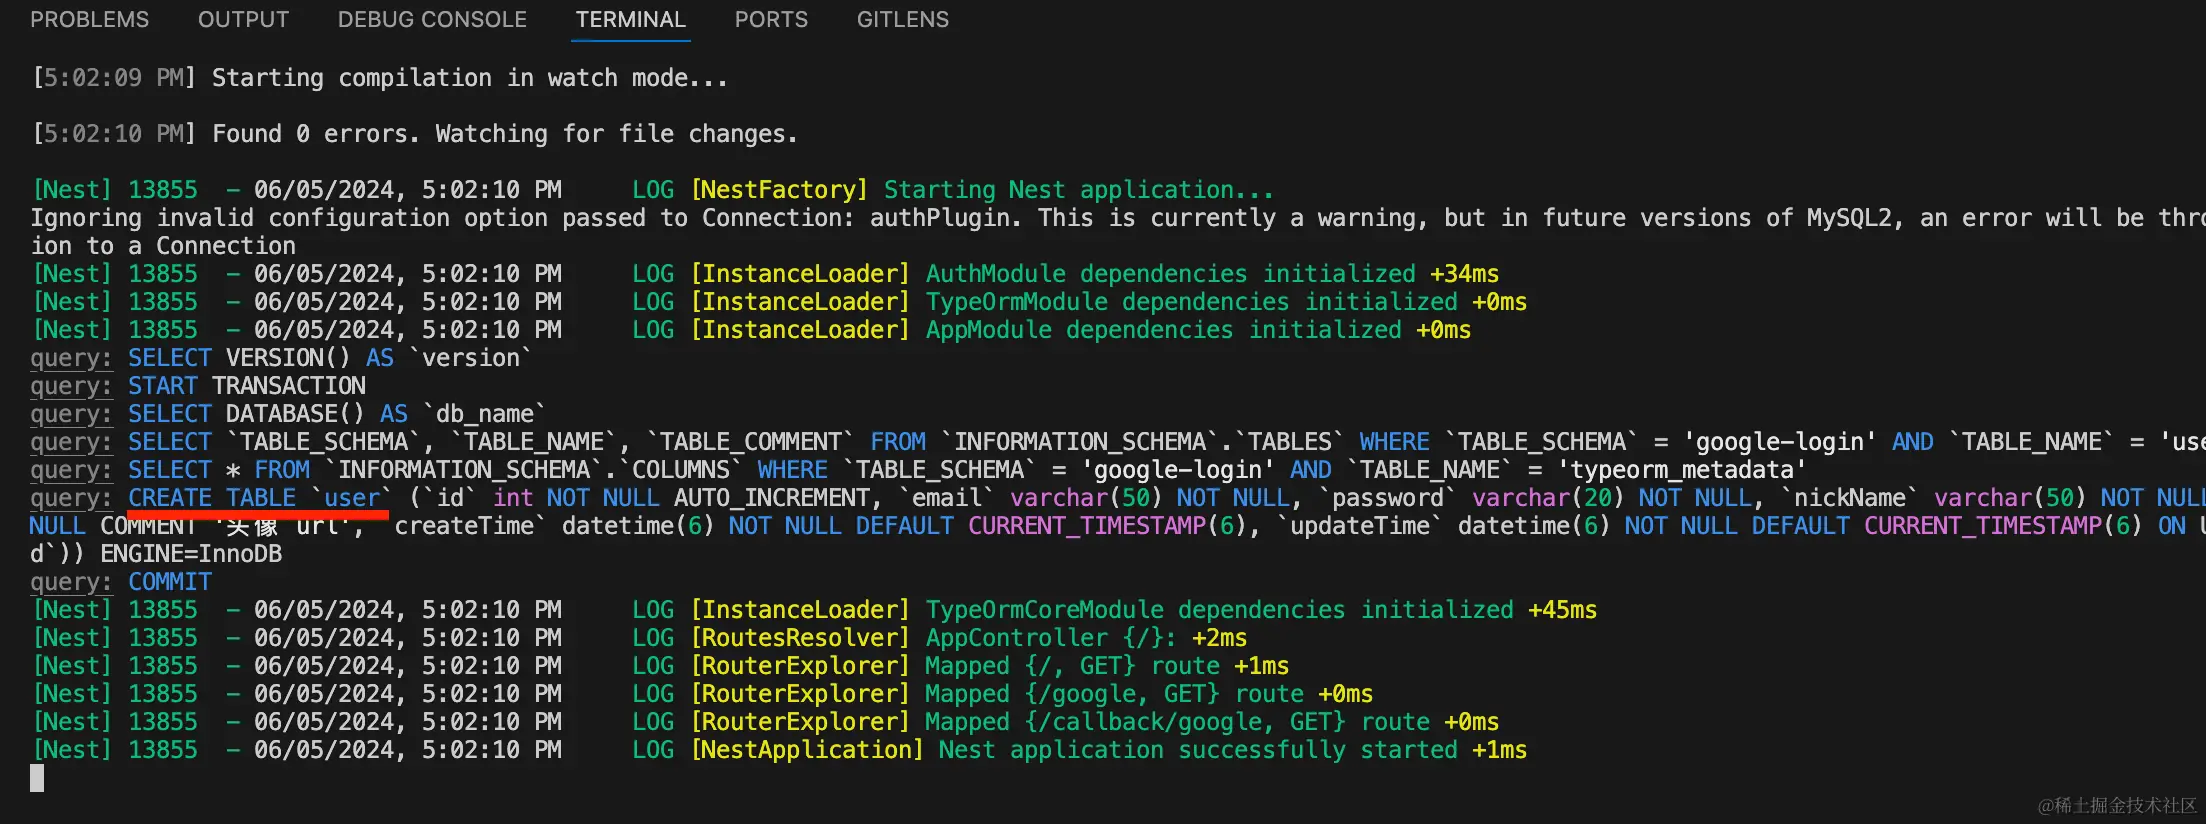 PROBLEMS OUTPUT DEBUG CONSOLE TERMINAL PORTS GITLENS
[5:02:09 PM] Starting compilation in watch mode...
[5:02:10 PM] Found 0 errors. Watching for file changes.
[Nest] 13855  - 06/05/2024, 5:02:10 PM     LOG [NestFactory] Starting Nest application...
Ignoring invalid configuration option passed to Connection: authPlugin. This is currently a warning, but in future versions of MySQL2, an error will be thro
ion to a Connection
[Nest] 13855  - 06/05/2024, 5:02:10 PM     LOG [InstanceLoader] AuthModule dependencies initialized +34ms
[Nest] 13855  - 06/05/2024, 5:02:10 PM     LOG [InstanceLoader] TypeOrmModule dependencies initialized +0ms
[Nest] 13855  - 06/05/2024, 5:02:10 PM     LOG [InstanceLoader] AppModule dependencies initialized +0ms
query: SELECT VERSION() AS `version`
query: START TRANSACTION
query: SELECT DATABASE() AS `db_name`
query: SELECT `TABLE_SCHEMA`, `TABLE_NAME`, `TABLE_COMMENT` FROM `INFORMATION_SCHEMA`.`TABLES` WHERE `TABLE_SCHEMA` = 'google-login' AND `TABLE_NAME` = 'use
query: SELECT * FROM `INFORMATION_SCHEMA`.`COLUMNS` WHERE `TABLE_SCHEMA` = 'google-login' AND `TABLE_NAME` = 'typeorm_metadata'
query: CREATE TABLE `user` (`id` int NOT NULL AUTO_INCREMENT, `email` varchar(50) NOT NULL, `password` varchar(20) NOT NULL, `nickName` varchar(50) NOT NULL
NULL COMMENT '头像 url', `createTime` datetime(6) NOT NULL DEFAULT CURRENT_TIMESTAMP(6), `updateTime` datetime(6) NOT NULL DEFAULT CURRENT_TIMESTAMP(6) ON U
d`)) ENGINE=InnoDB
query: COMMIT
[Nest] 13855  - 06/05/2024, 5:02:10 PM     LOG [InstanceLoader] TypeOrmCoreModule dependencies initialized +45ms
[Nest] 13855  - 06/05/2024, 5:02:10 PM     LOG [RoutesResolver] AppController {/}: +2ms
[Nest] 13855  - 06/05/2024, 5:02:10 PM     LOG [RouterExplorer] Mapped {/, GET} route +1ms
[Nest] 13855  - 06/05/2024, 5:02:10 PM     LOG [RouterExplorer] Mapped {/google, GET} route +0ms
[Nest] 13855  - 06/05/2024, 5:02:10 PM     LOG [RouterExplorer] Mapped {/callback/google, GET} route +0ms
[Nest] 13855  - 06/05/2024, 5:02:10 PM     LOG [NestApplication] Nest application successfully started +1ms
@稀土掘金技术社区